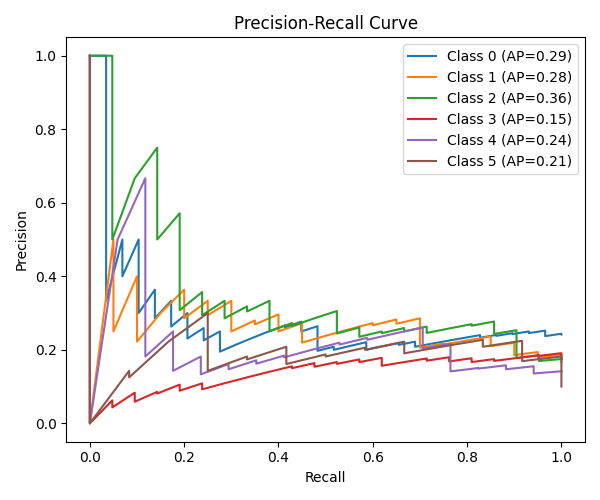 Precision-Recall Curve
Class 0 (AP=0.29)
Class 1 (AP=0.28)
Class 2 (AP=0.36)
Class 3 (AP=0.15)
Class 4 (AP=0.24)
Class 5 (AP=0.21)
Precision
1.0
0.8
0.6
0.4
0.2
0.0
0.0 0.2 0.4 0.6 0.8 1.0
Recall